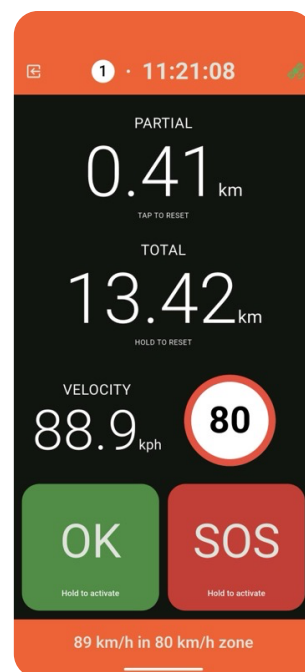 1 · 11:21:08
PARTIAL
0.41 km
TAP TO RESET
TOTAL
13.42 km
HOLD TO RESET
VELOCITY
88.9 kph
80
OK
SOS
Hold to activate
Hold to activate
89 km/h in 80 km/h zone